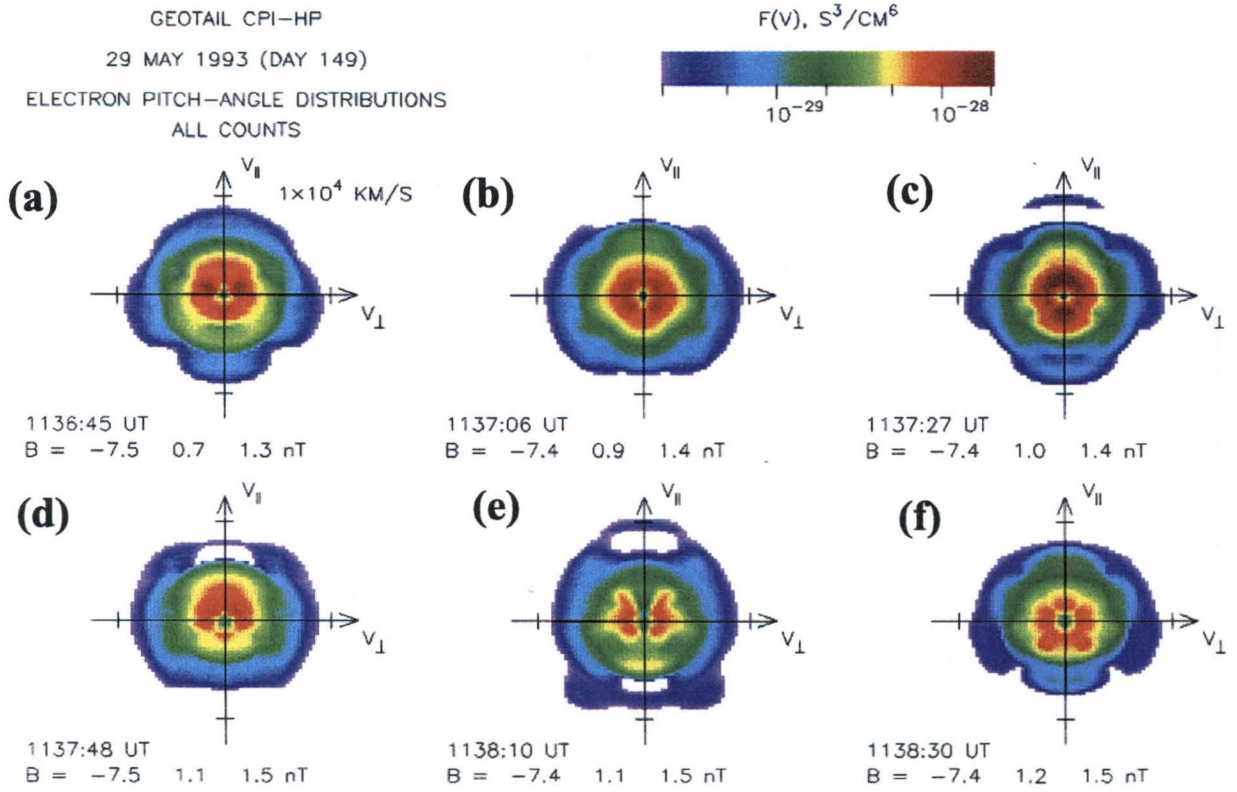 GEOTAIL CPI-HP
29 MAY 1993 (DAY 149)
ELECTRON PITCH-ANGLE DISTRIBUTIONS
ALL COUNTS
F(V), S³/CM⁶
10⁻²⁹ 10⁻²⁸
(a) V∥ 1×10⁴ KM/S
V⊥
1136:45 UT
B = -7.5 0.7 1.3 nT
(b) V∥
V⊥
1137:06 UT
B = -7.4 0.9 1.4 nT
(c) V∥
V⊥
1137:27 UT
B = -7.4 1.0 1.4 nT
(d) V∥
V⊥
1137:48 UT
B = -7.5 1.1 1.5 nT
(e) V∥
V⊥
1138:10 UT
B = -7.4 1.1 1.5 nT
(f) V∥
V⊥
1138:30 UT
B = -7.4 1.2 1.5 nT